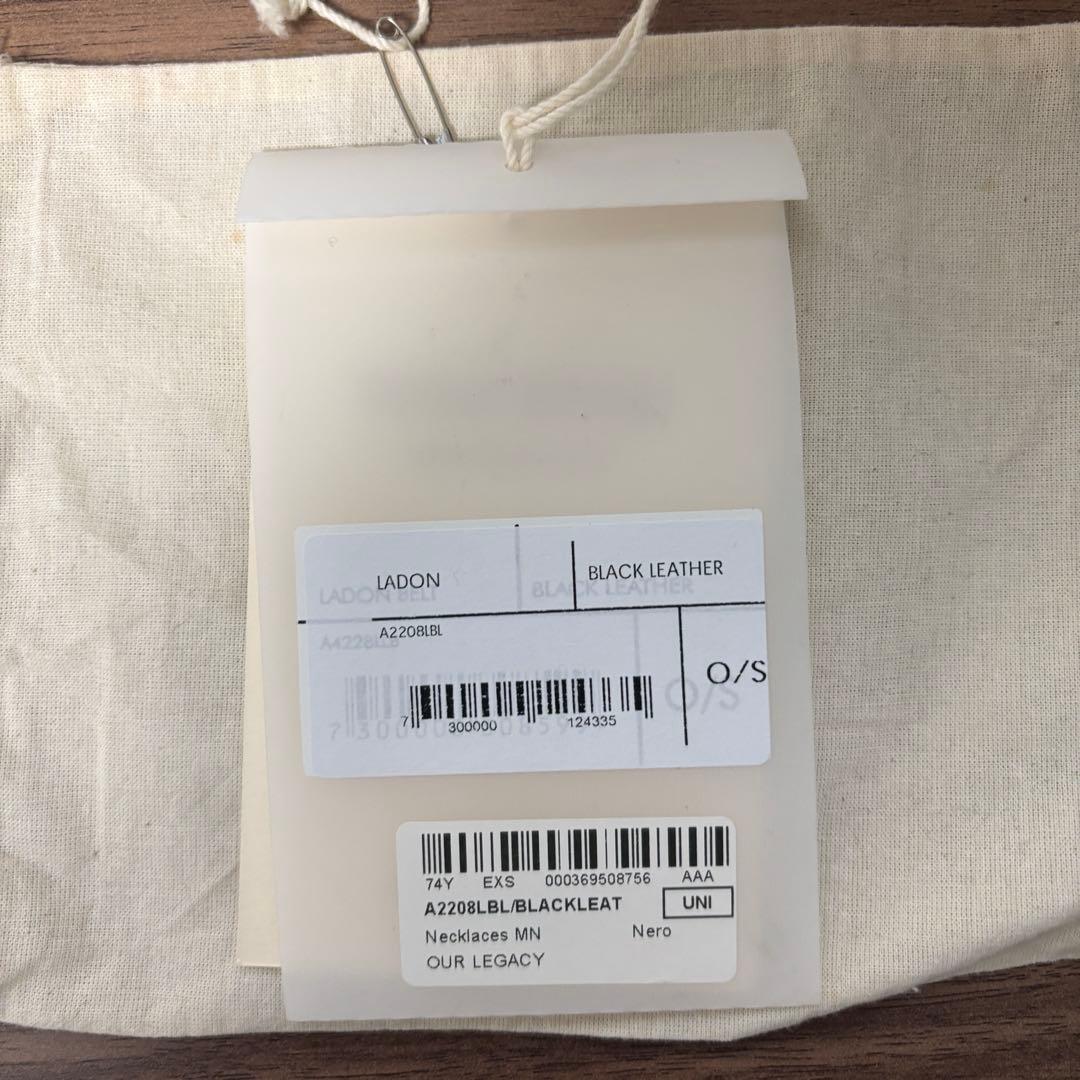 LADON BLACK LEATHER
LADON BELT BLACK LEATHER
A2208LBL
A4228LLB
O/S
O/S
7 300000 124335
74Y EXS 000369508756 AAA
A2208LBL/BLACKLEAT UNI
Necklaces MN Nero
OUR LEGACY